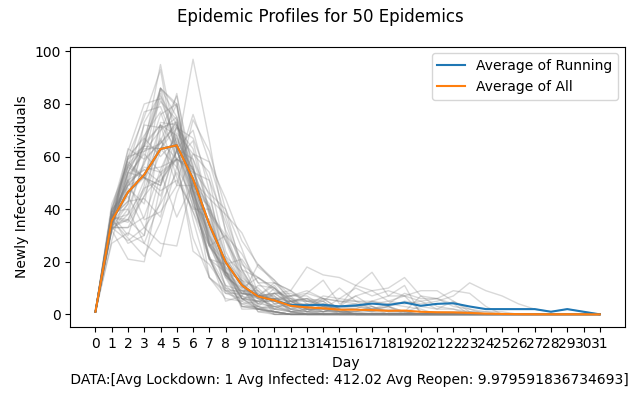 Epidemic Profiles for 50 Epidemics
100
80
60
40
20
0
Newly Infected Individuals
Average of Running
Average of All
0 1 2 3 4 5 6 7 8 9 10 11 12 13 14 15 16 17 18 19 20 21 22 23 24 25 26 27 28 29 30 31
Day
DATA:[Avg Lockdown: 1 Avg Infected: 412.02 Avg Reopen: 9.979591836734693]